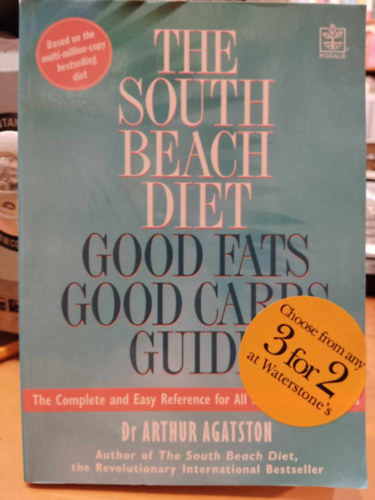 Based on the
multi-million-copy
bestselling
diet
RODALE
THE
SOUTH
BEACH
DIET
GOOD FATS
GOOD CARBS
GUIDE
Choose from any
3 for 2
at Waterstone's
The Complete and Easy Reference for All
Dr ARTHUR AGATSTON
Author of The South Beach Diet,
the Revolutionary International Bestseller